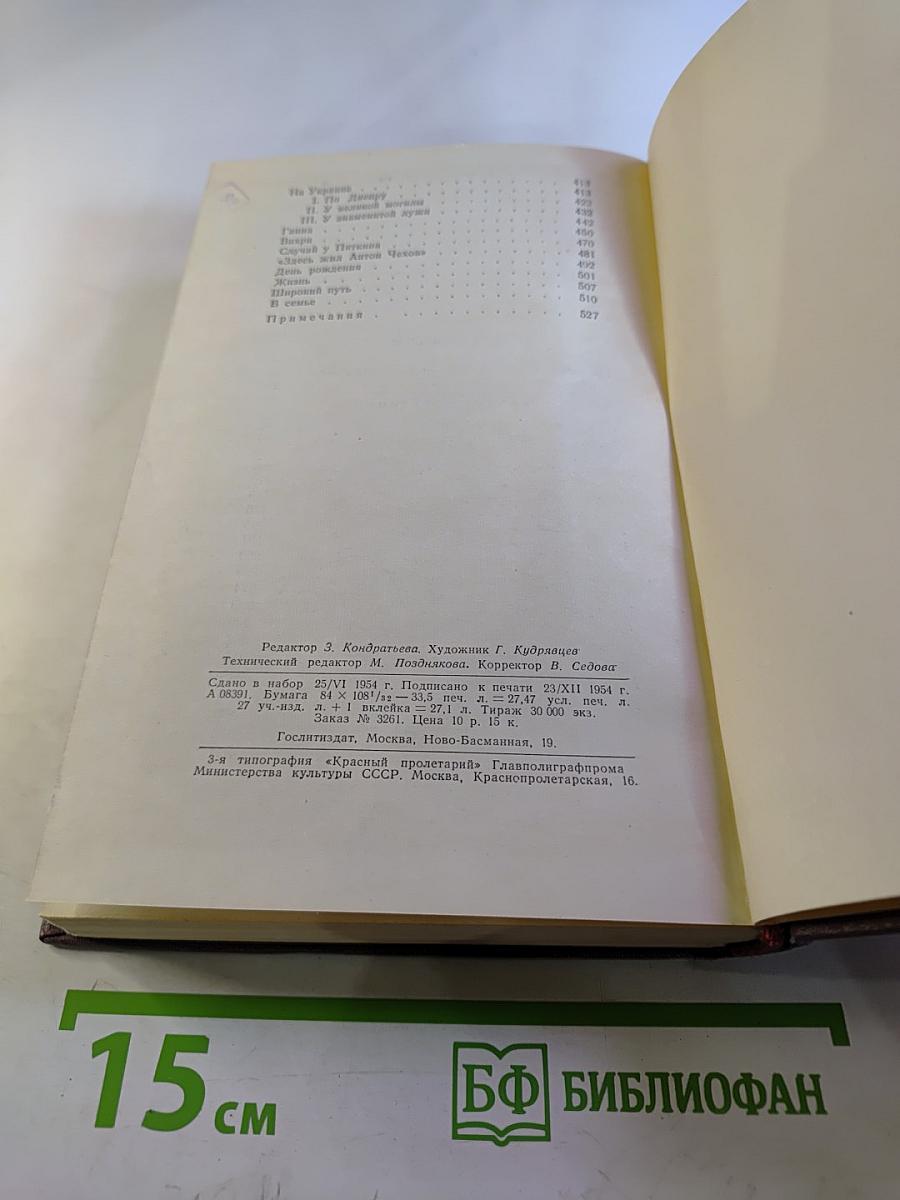 На Украине . . . . . . . . . . . 413
I. По Днепру . . . . . . . . . . 413
II. У великой могилы . . . . . . 422
III. У знаменитой лужи . . . . . 432
Ганна . . . . . . . . . . . 442
Вихри . . . . . . . . . . . 456
Случай у Пяткина . . . . . . . . 470
«Здесь жил Антон Чехов» . . . . . . 481
День рождения . . . . . . . . . . 492
Жизнь . . . . . . . . . . . 501
Широкий путь . . . . . . . . . . 507
В семье . . . . . . . . . . . 510
Примечания . . . . . . . . . . 527
Редактор З. Кондратьева. Художник Г. Кудрявцев
Технический редактор М. Позднякова. Корректор В. Седова
Сдано в набор 25/VI 1954 г. Подписано к печати 23/XII 1954 г.
А 08391. Бумага 84 × 108¹/₃₂ — 33,5 печ. л. = 27,47 усл. печ. л.
27 уч.-изд. л. + 1 вклейка = 27,1 л. Тираж 30 000 экз.
Заказ № 3261. Цена 10 р. 15 к.
Гослитиздат, Москва, Ново-Басманная, 19.
3-я типография «Красный пролетарий» Главполиграфпрома
Министерства культуры СССР. Москва, Краснопролетарская, 16.
15 см
БФ БИБЛИОФАН